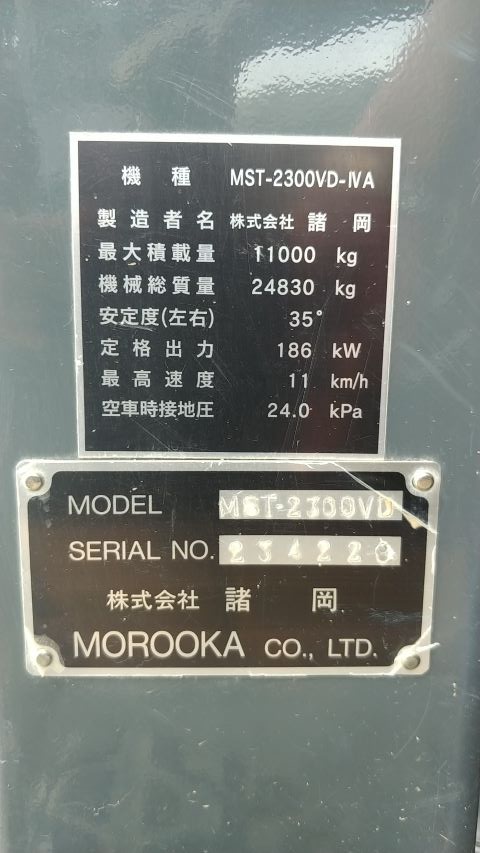 機種 MST-2300VD-ⅣA
製造者名 株式会社 諸岡
最大積載量 11000 kg
機械総質量 24830 kg
安定度(左右) 35°
定格出力 186 kW
最高速度 11 km/h
空車時接地圧 24.0 kPa
MODEL MST-2300VD
SERIAL NO. 234220
株式会社 諸岡
MOROOKA CO., LTD.